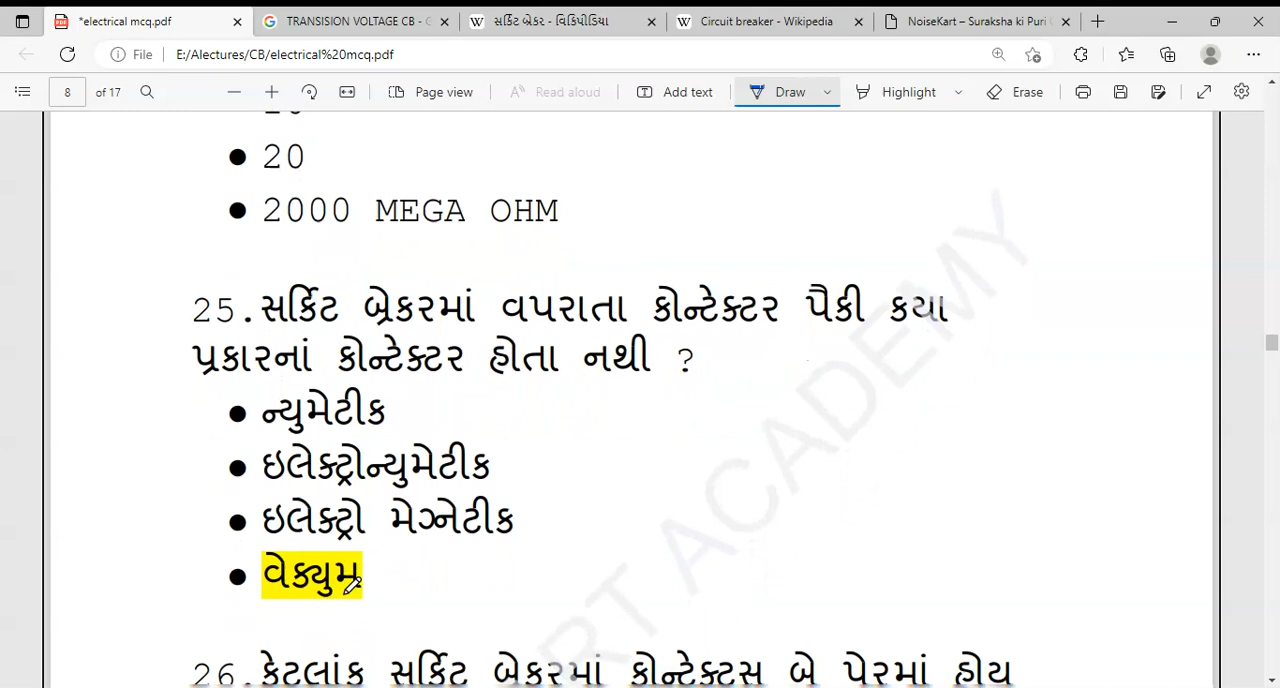 *electrical mcq.pdf
TRANSISION VOLTAGE CB - G
સર્કિટ બ્રેકર - વિકિપીડિયા
Circuit breaker - Wikipedia
NoiseKart – Suraksha ki Puri
File E:/Alectures/CB/electrical%20mcq.pdf
8 of 17 Page view Read aloud Add text Draw Highlight Erase
20
2000 MEGA OHM
25.સર્કિટ બ્રેકરમાં વપરાતા કોન્ટેક્ટર પૈકી કયા
પ્રકારનાં કોન્ટેક્ટર હોતા નથી ?
ન્યુમેટીક
ઇલેક્ટ્રોન્યુમેટીક
ઇલેક્ટ્રો મેગ્નેટીક
વેક્યુમ
26.કેટલાંક સર્કિટ બ્રેકરમાં કોન્ટેક્ટસ બે પેરમાં હોય
RT ACADEMY